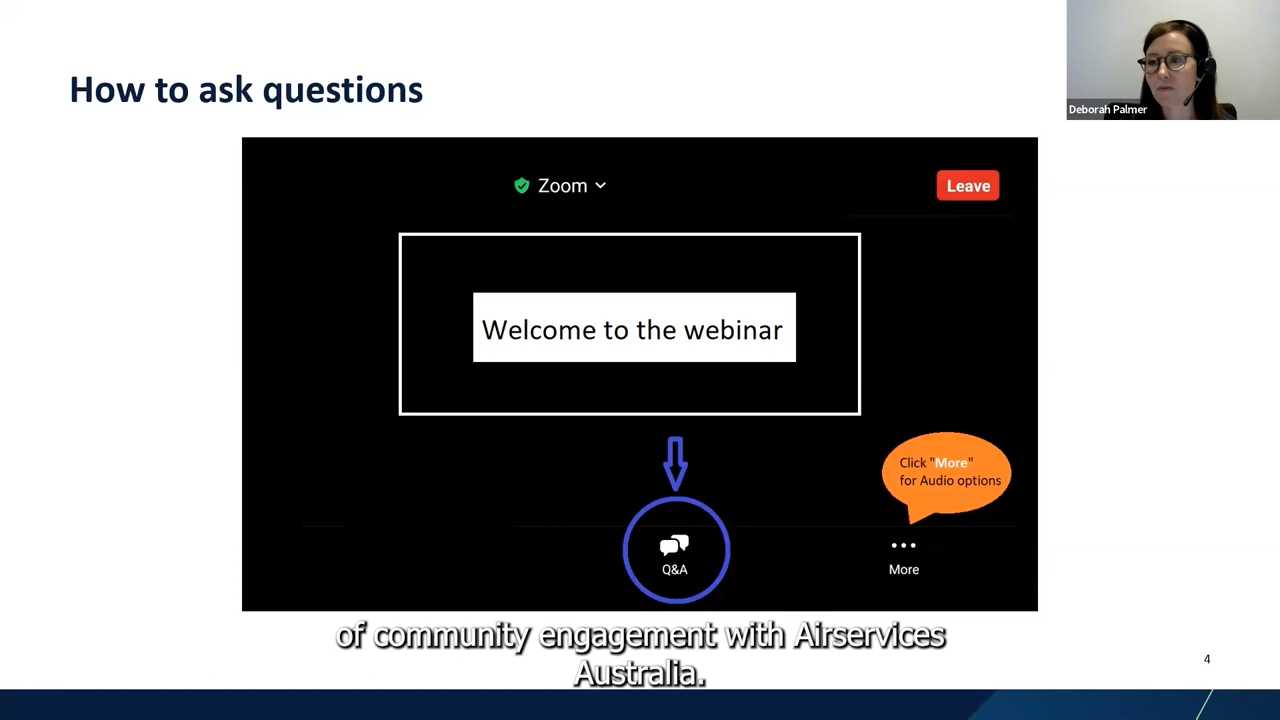 How to ask questions
Deborah Palmer
Zoom
Leave
Welcome to the webinar
Click "More"
for Audio options
Q&A
More
of community engagement with Airservices
Australia.
4